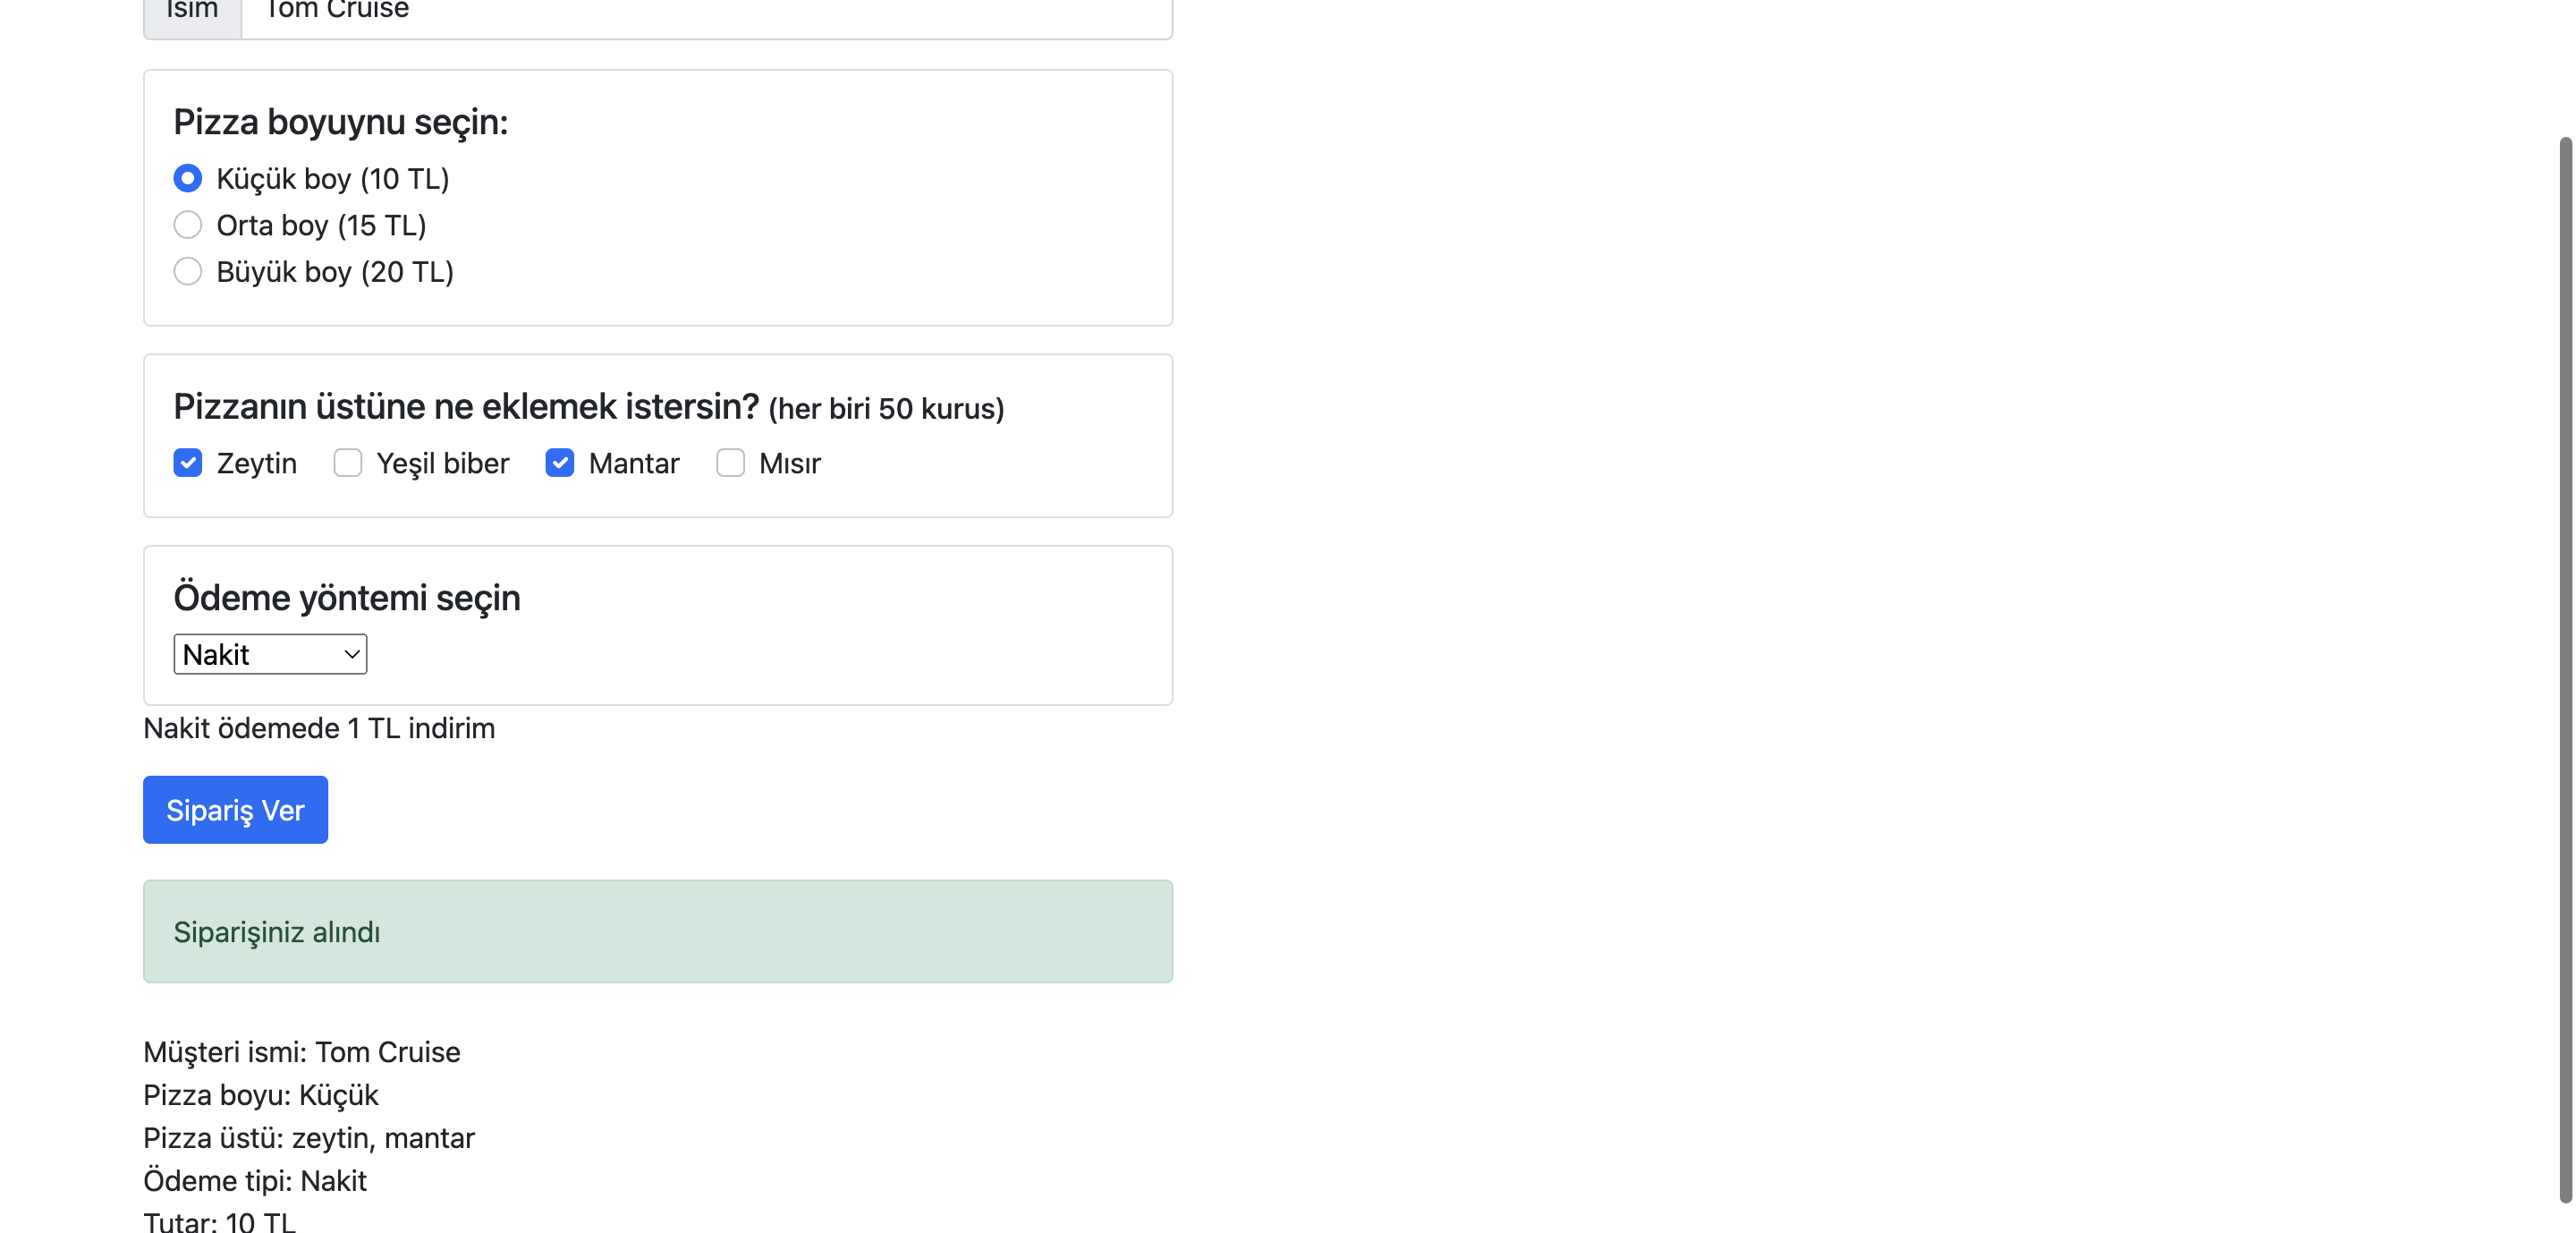 İsim Tom Cruise
Pizza boyuynu seçin:
Küçük boy (10 TL)
Orta boy (15 TL)
Büyük boy (20 TL)
Pizzanın üstüne ne eklemek istersin? (her biri 50 kurus)
Zeytin Yeşil biber Mantar Mısır
Ödeme yöntemi seçin
Nakit
Nakit ödemede 1 TL indirim
Sipariş Ver
Siparişiniz alındı
Müşteri ismi: Tom Cruise
Pizza boyu: Küçük
Pizza üstü: zeytin, mantar
Ödeme tipi: Nakit
Tutar: 10 TL